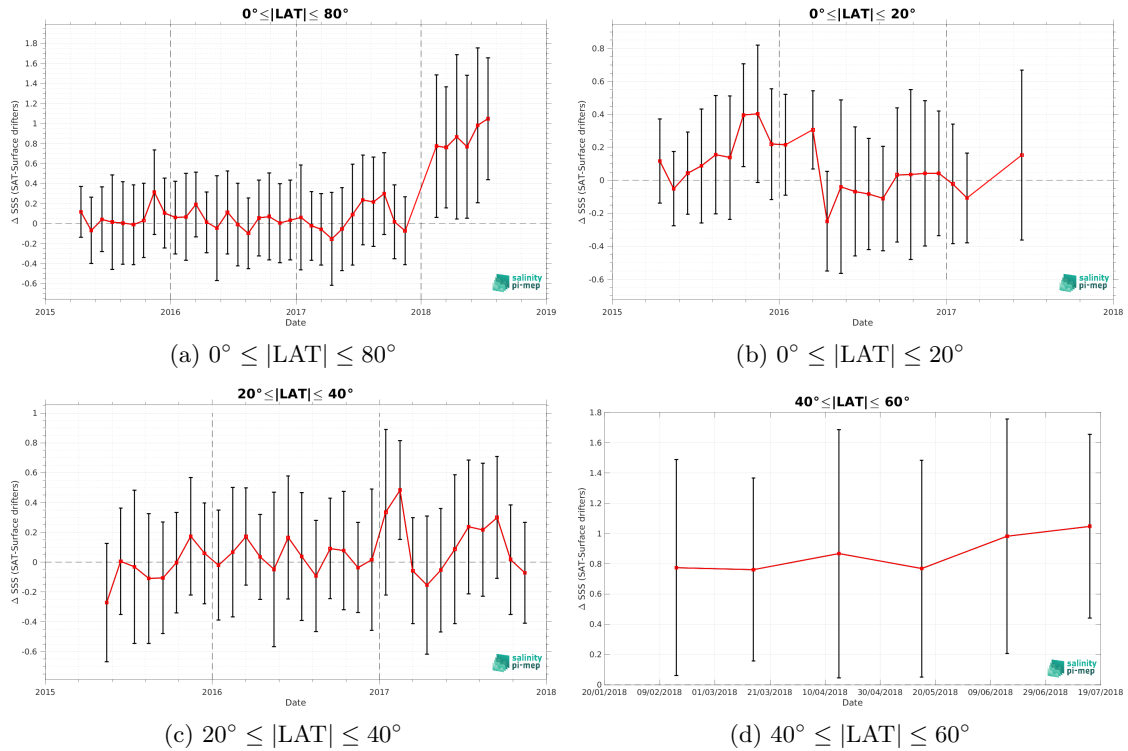 0°≤|LAT|≤ 80°
Δ SSS (SAT-Surface drifters)
1.8
1.6
1.4
1.2
1
0.8
0.6
0.4
0.2
0
-0.2
-0.4
-0.6
2015 2016 2017 2018 2019
Date
salinity
pi-mep
(a) 0° ≤ |LAT| ≤ 80°
0°≤|LAT|≤ 20°
Δ SSS (SAT-Surface drifters)
0.8
0.6
0.4
0.2
0
-0.2
-0.4
-0.6
2015 2016 2017 2018
Date
salinity
pi-mep
(b) 0° ≤ |LAT| ≤ 20°
20°≤|LAT|≤ 40°
Δ SSS (SAT-Surface drifters)
1
0.8
0.6
0.4
0.2
0
-0.2
-0.4
-0.6
2015 2016 2017 2018
Date
salinity
pi-mep
(c) 20° ≤ |LAT| ≤ 40°
40°≤|LAT|≤ 60°
Δ SSS (SAT-Surface drifters)
1.8
1.6
1.4
1.2
1
0.8
0.6
0.4
0.2
0
20/01/2018 09/02/2018 01/03/2018 21/03/2018 10/04/2018 30/04/2018 20/05/2018 09/06/2018 29/06/2018 19/07/2018
Date
salinity
pi-mep
(d) 40° ≤ |LAT| ≤ 60°